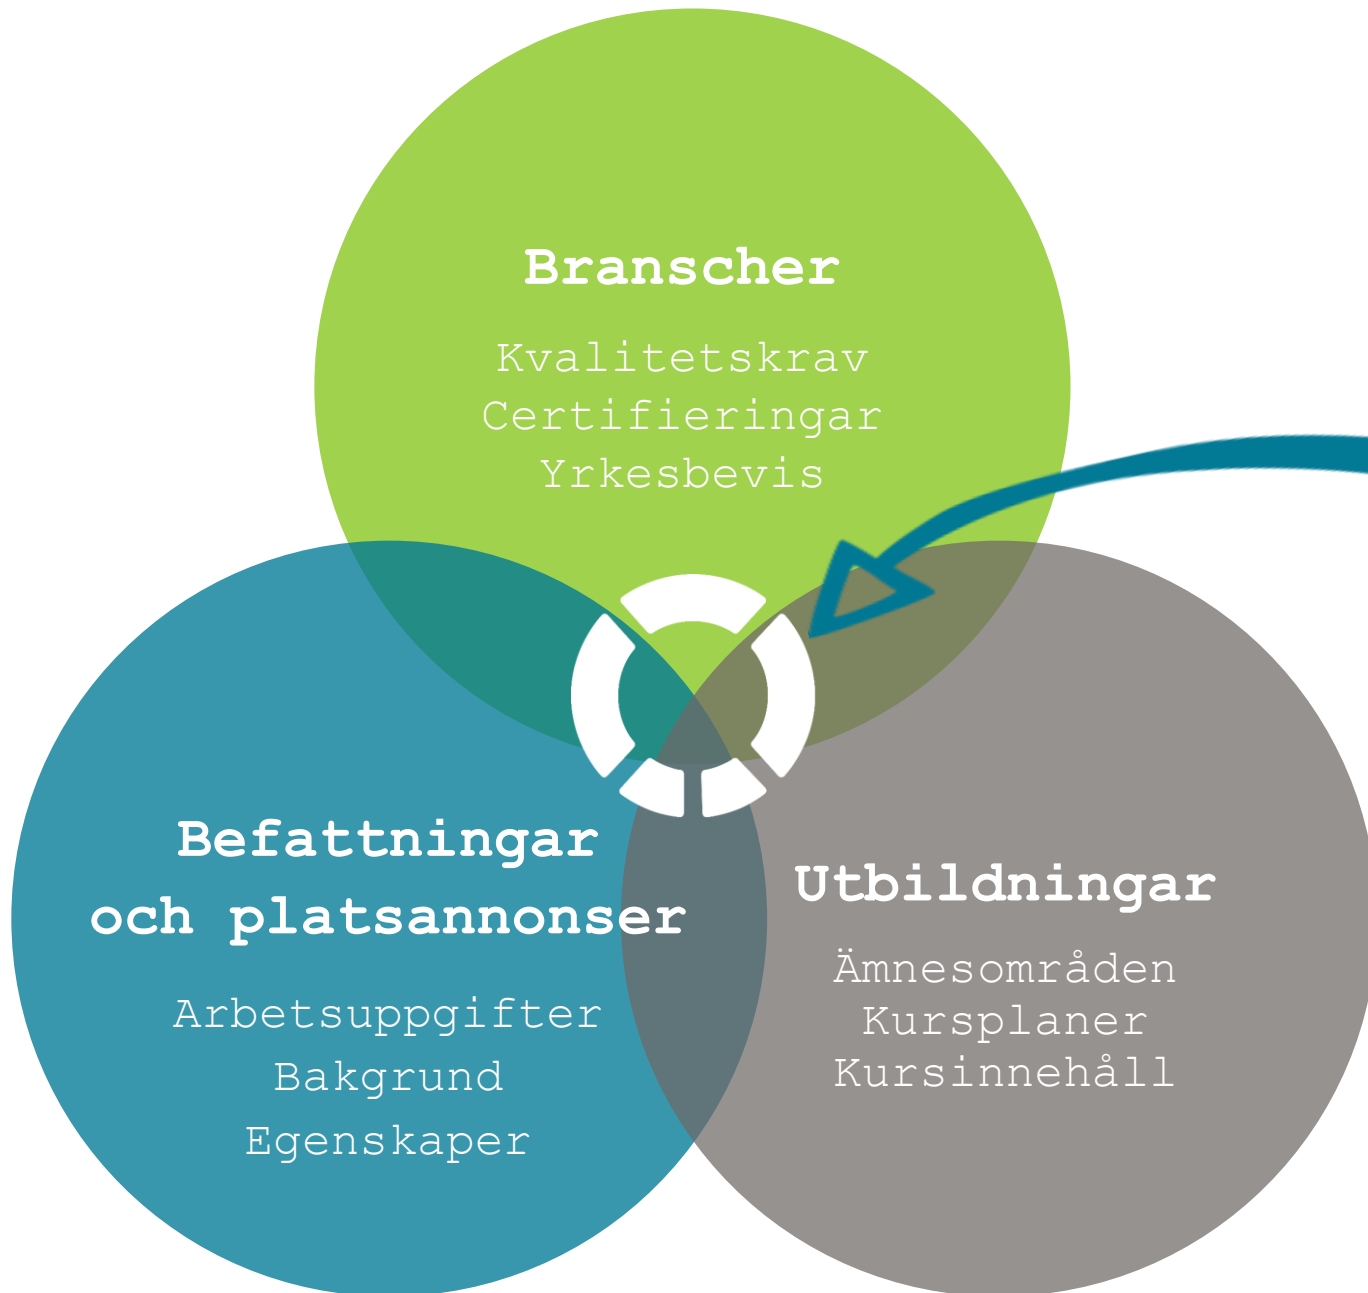 Branscher
Kvalitetskrav
Certifieringar
Yrkesbevis
Befattningar
och platsannonser
Arbetsuppgifter
Bakgrund
Egenskaper
Utbildningar
Ämnesområden
Kursplaner
Kursinnehåll